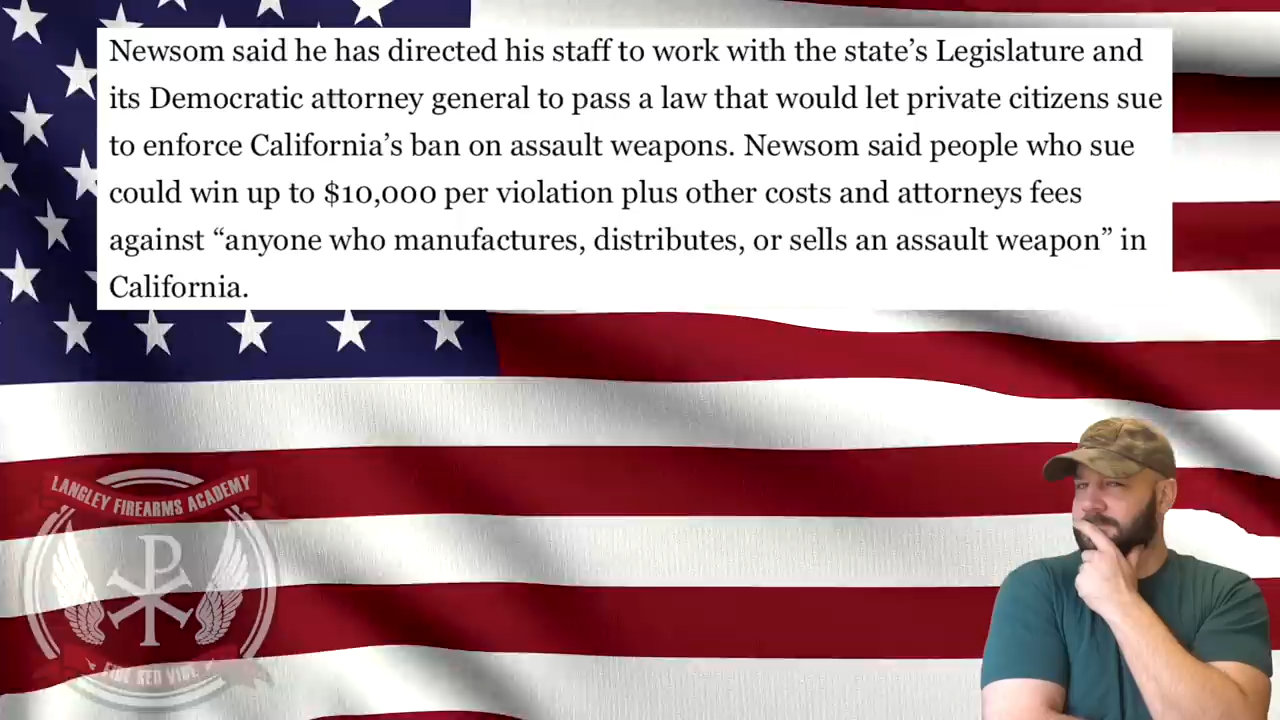 Newsom said he has directed his staff to work with the state’s Legislature and
its Democratic attorney general to pass a law that would let private citizens sue
to enforce California’s ban on assault weapons. Newsom said people who sue
could win up to $10,000 per violation plus other costs and attorneys fees
against “anyone who manufactures, distributes, or sells an assault weapon” in
California.
LANGLEY FIREARMS ACADEMY